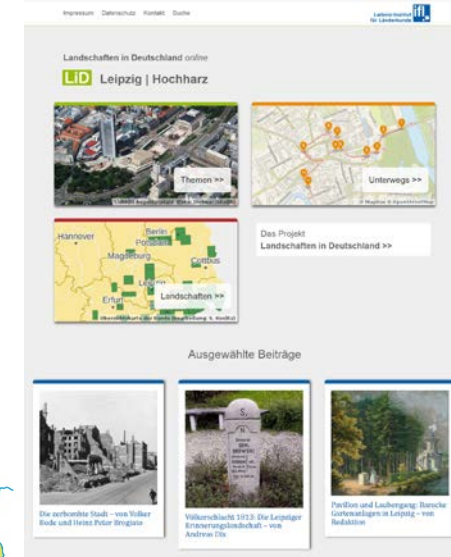 Impressum Datenschutz Kontakt Suche
Leibniz-Institut
für Länderkunde
ifl
Landschaften in Deutschland online
LiD Leipzig | Hochharz
Themen >>
Unterwegs >>
© Mapbox © OpenStreetMap
Hannover
Berlin
Potsdam
Magdeburg
Cottbus
Erfurt
Landschaften >>
Das Projekt
Landschaften in Deutschland >>
Ausgewählte Beiträge
S.
N.
Die zerbombte Stadt – von Volker
Rode und Heinz Peter Brogiato
Völkerschlacht 1813: Die Leipziger
Erinnerungslandschaft – von
Andreas Dix
Pavillon und Laubengang: Barocke
Gartenanlagen in Leipzig – von
Redaktion